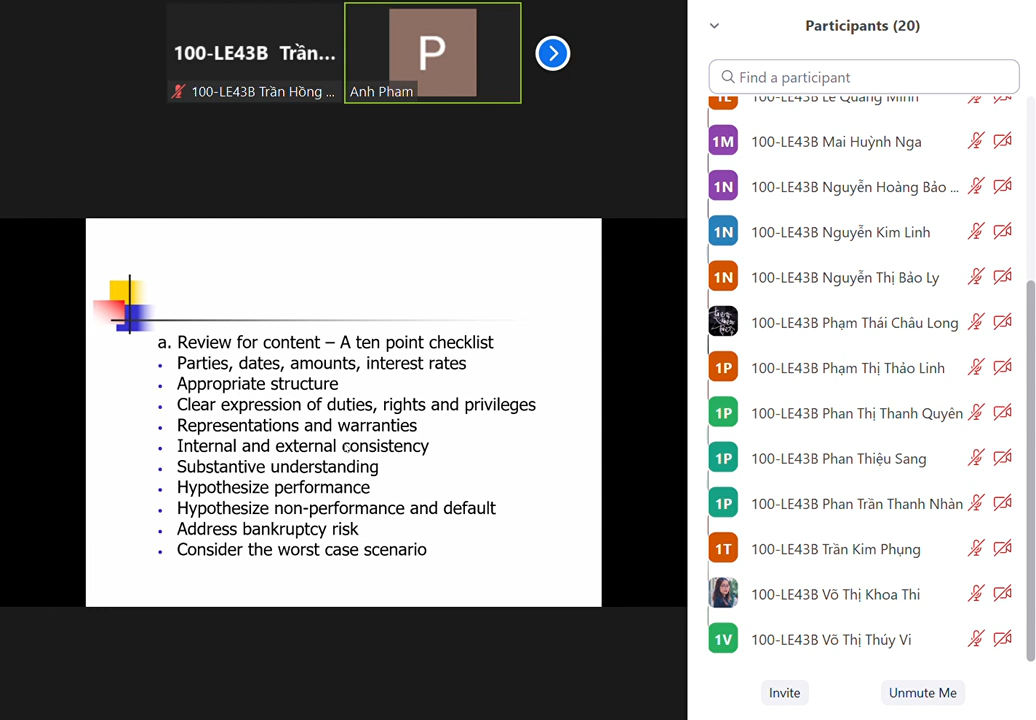 100-LE43B Trần...
100-LE43B Trần Hồng ...
P
Anh Pham
a. Review for content – A ten point checklist
• Parties, dates, amounts, interest rates
• Appropriate structure
• Clear expression of duties, rights and privileges
• Representations and warranties
• Internal and external consistency
• Substantive understanding
• Hypothesize performance
• Hypothesize non-performance and default
• Address bankruptcy risk
• Consider the worst case scenario
Participants (20)
Find a participant
1L 100-LE43B Lê Quang Minh
1M 100-LE43B Mai Huỳnh Nga
1N 100-LE43B Nguyễn Hoàng Bảo ...
1N 100-LE43B Nguyễn Kim Linh
1N 100-LE43B Nguyễn Thị Bảo Ly
100-LE43B Phạm Thái Châu Long
1P 100-LE43B Phạm Thị Thảo Linh
1P 100-LE43B Phan Thị Thanh Quyên
1P 100-LE43B Phan Thiệu Sang
1P 100-LE43B Phan Trần Thanh Nhàn
1T 100-LE43B Trần Kim Phụng
100-LE43B Võ Thị Khoa Thi
1V 100-LE43B Võ Thị Thúy Vi
Invite
Unmute Me